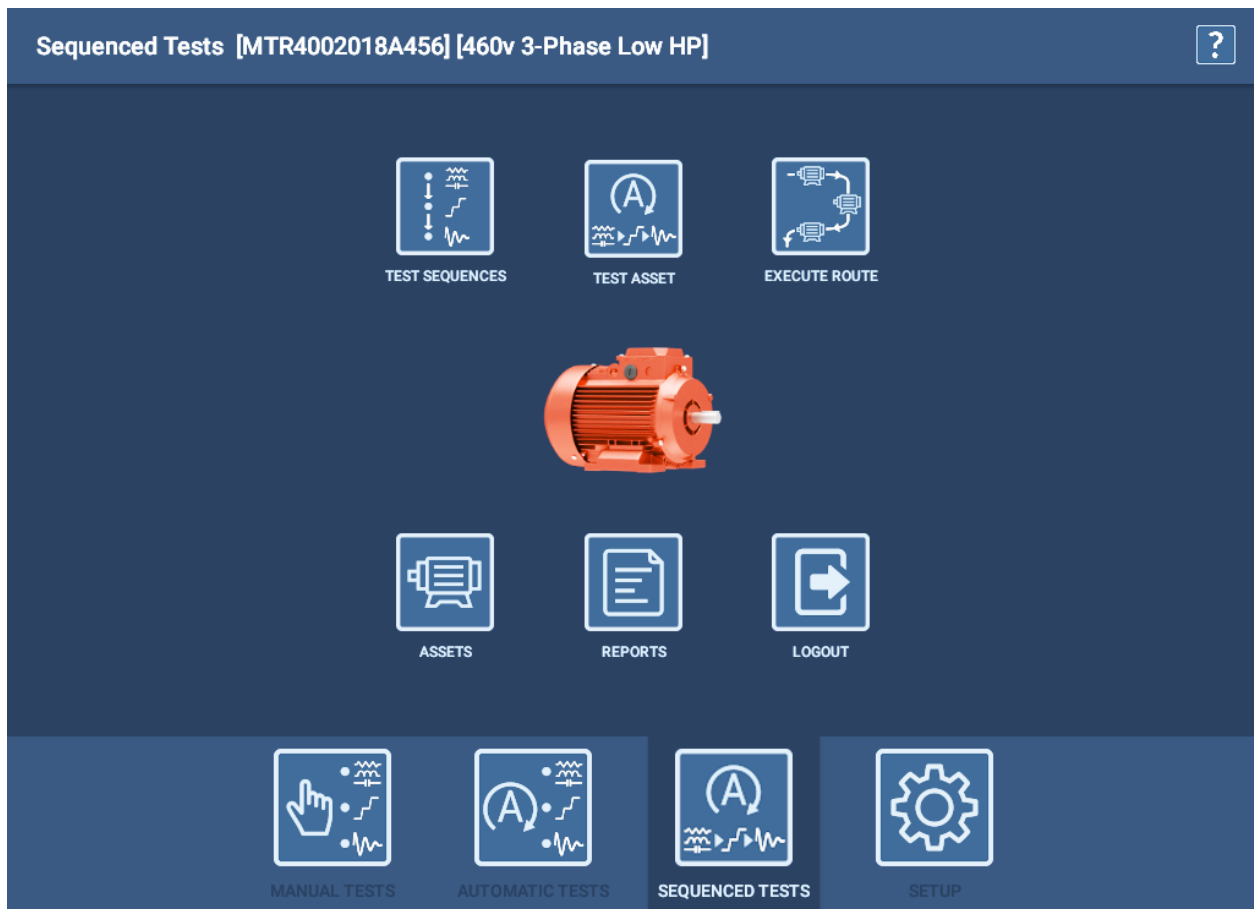 Sequenced Tests [MTR4002018A456] [460v 3-Phase Low HP]
?
TEST SEQUENCES
TEST ASSET
EXECUTE ROUTE
ASSETS
REPORTS
LOGOUT
A
A
A
MANUAL TESTS
AUTOMATIC TESTS
SEQUENCED TESTS
SETUP